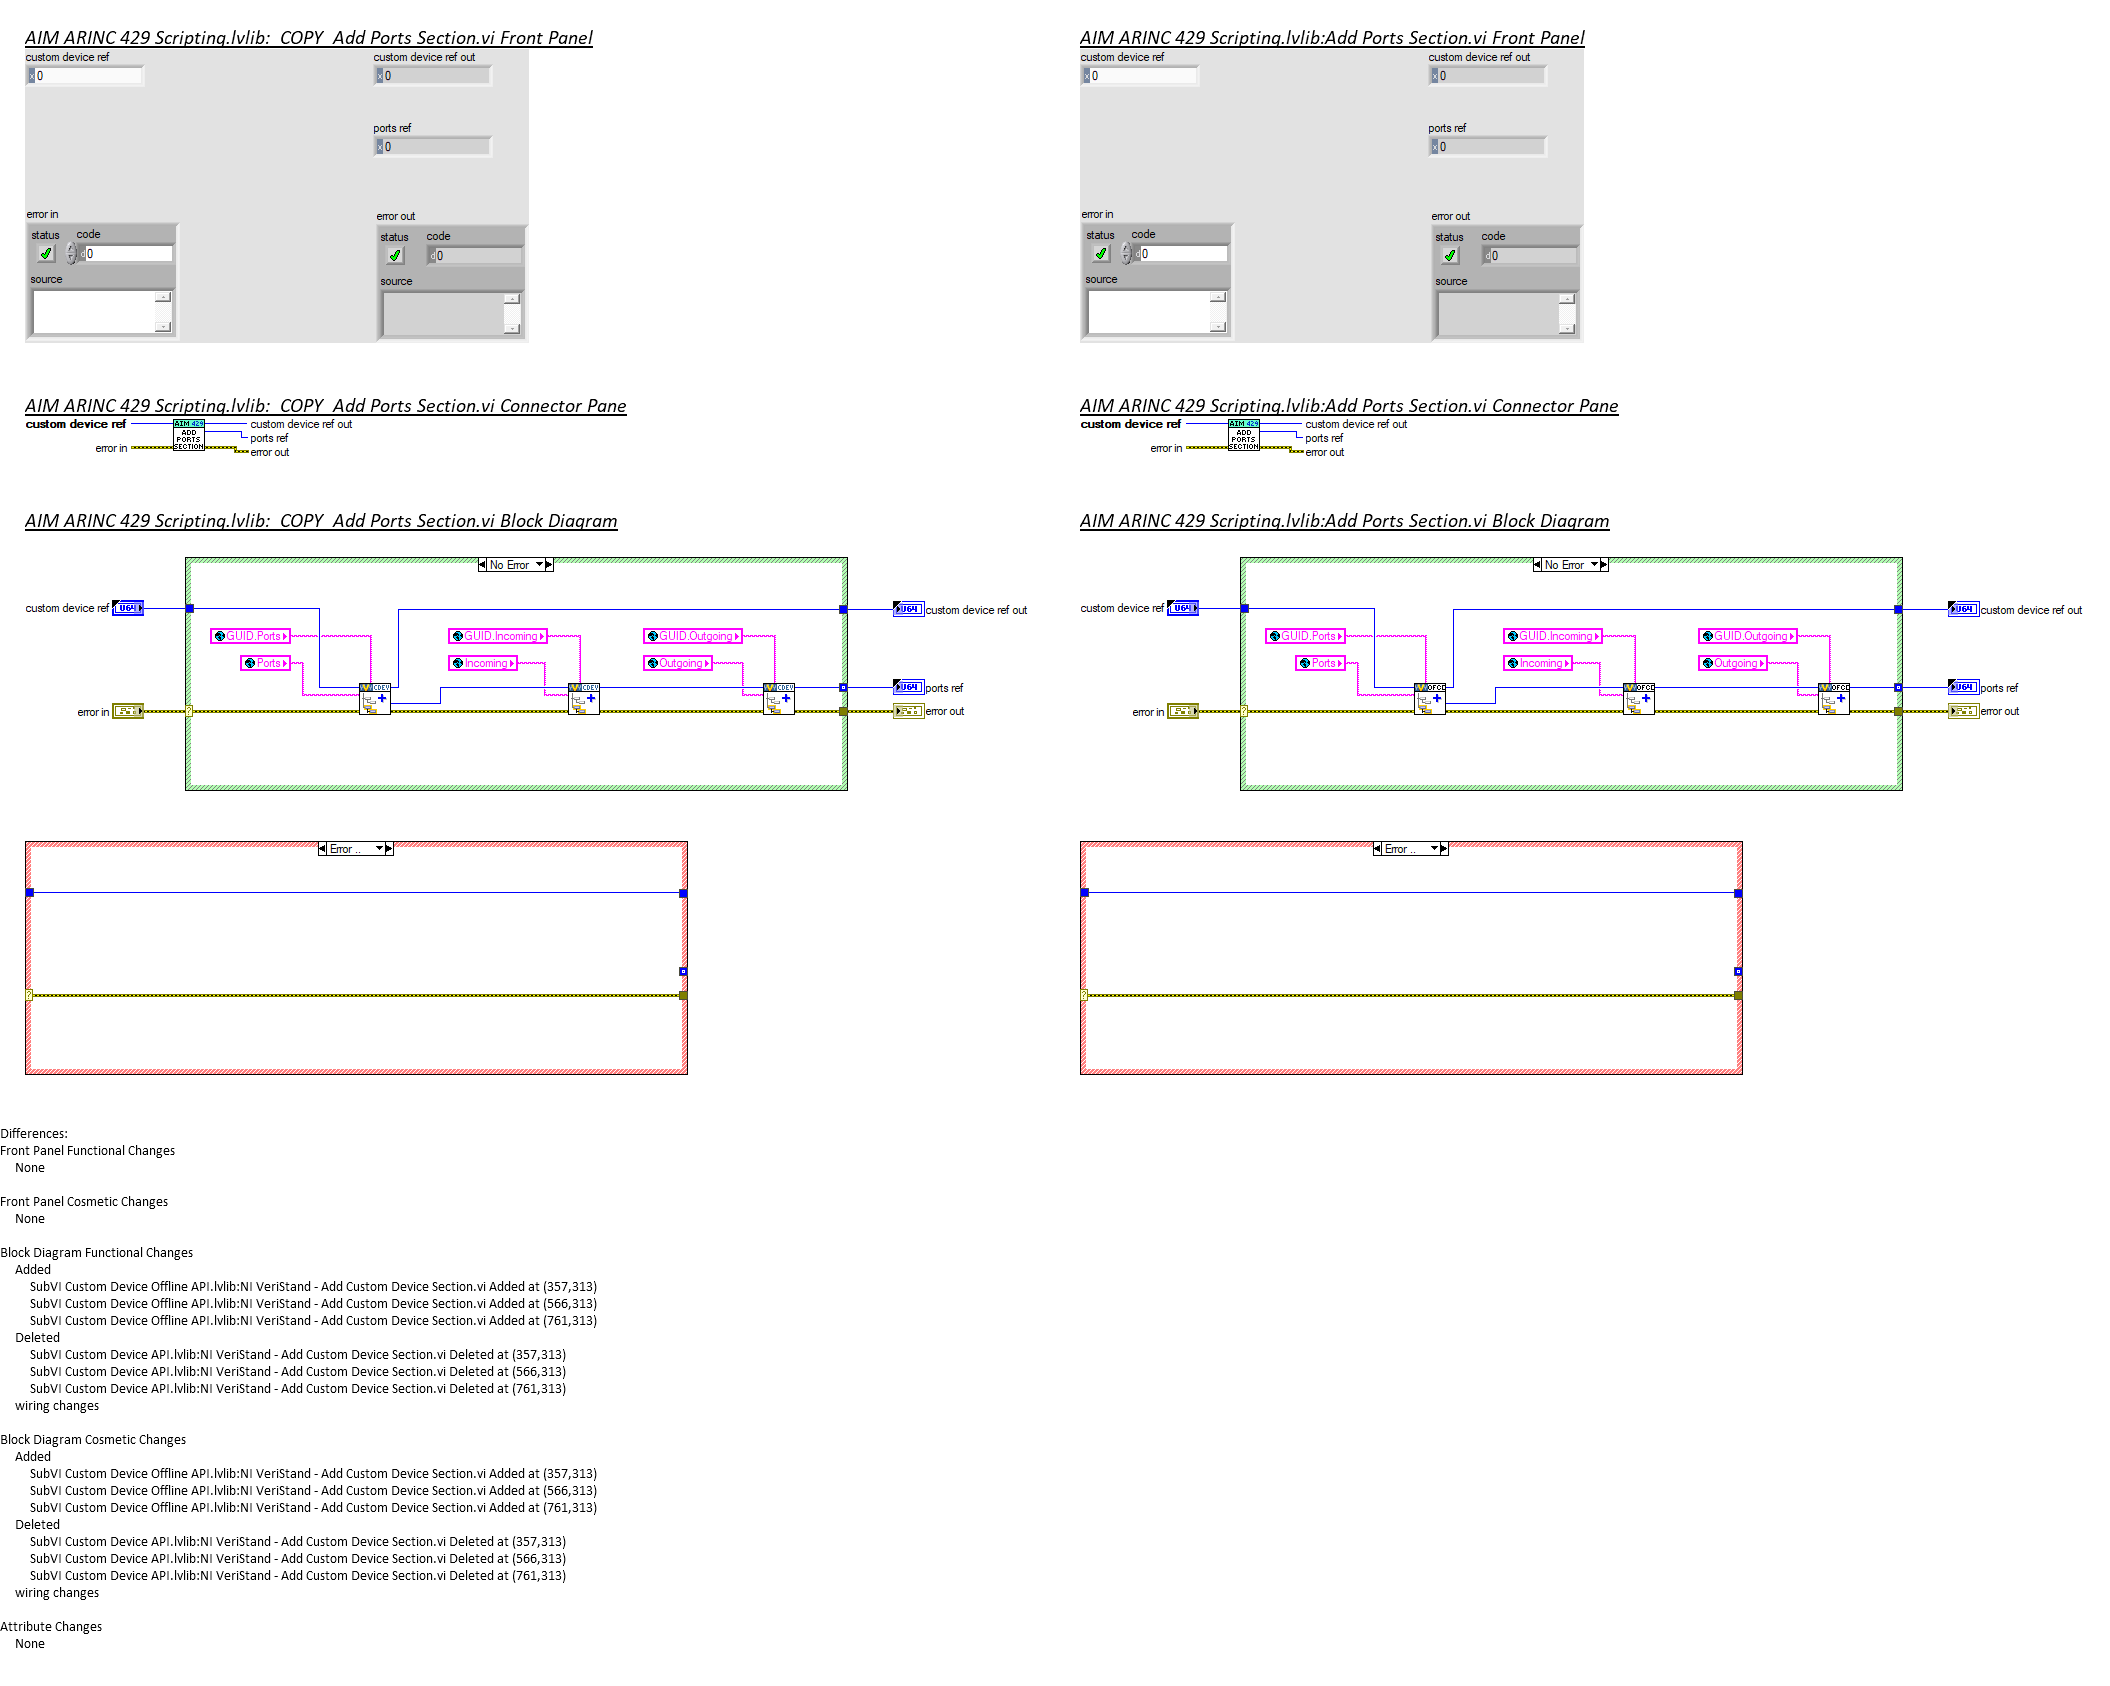 AIM ARINC 429 Scripting.lvlib:  COPY  Add Ports Section.vi Front Panel
custom device ref
x 0
custom device ref out
x 0
ports ref
x 0
error in
status
code
d 0
source
error out
status
code
d 0
source
AIM ARINC 429 Scripting.lvlib:Add Ports Section.vi Front Panel
custom device ref
x 0
custom device ref out
x 0
ports ref
x 0
error in
status
code
d 0
source
error out
status
code
d 0
source
AIM ARINC 429 Scripting.lvlib:  COPY  Add Ports Section.vi Connector Pane
custom device ref
error in
AIM 429
ADD
PORTS
SECTION
custom device ref out
ports ref
error out
AIM ARINC 429 Scripting.lvlib:Add Ports Section.vi Connector Pane
custom device ref
error in
AIM 429
ADD
PORTS
SECTION
custom device ref out
ports ref
error out
AIM ARINC 429 Scripting.lvlib:  COPY  Add Ports Section.vi Block Diagram
No Error
custom device ref
U64
U64
custom device ref out
GUID.Ports
GUID.Incoming
GUID.Outgoing
Ports
Incoming
Outgoing
CDEV
CDEV
CDEV
U64
ports ref
error in
?
error out
Error ..
?
AIM ARINC 429 Scripting.lvlib:Add Ports Section.vi Block Diagram
No Error
custom device ref
U64
U64
custom device ref out
GUID.Ports
GUID.Incoming
GUID.Outgoing
Ports
Incoming
Outgoing
OFCD
OFCD
OFCD
U64
ports ref
error in
?
error out
Error ..
?
Differences:
Front Panel Functional Changes
None
Front Panel Cosmetic Changes
None
Block Diagram Functional Changes
Added
SubVI Custom Device Offline API.lvlib:NI VeriStand - Add Custom Device Section.vi Added at (357,313)
SubVI Custom Device Offline API.lvlib:NI VeriStand - Add Custom Device Section.vi Added at (566,313)
SubVI Custom Device Offline API.lvlib:NI VeriStand - Add Custom Device Section.vi Added at (761,313)
Deleted
SubVI Custom Device API.lvlib:NI VeriStand - Add Custom Device Section.vi Deleted at (357,313)
SubVI Custom Device API.lvlib:NI VeriStand - Add Custom Device Section.vi Deleted at (566,313)
SubVI Custom Device API.lvlib:NI VeriStand - Add Custom Device Section.vi Deleted at (761,313)
wiring changes
Block Diagram Cosmetic Changes
Added
SubVI Custom Device Offline API.lvlib:NI VeriStand - Add Custom Device Section.vi Added at (357,313)
SubVI Custom Device Offline API.lvlib:NI VeriStand - Add Custom Device Section.vi Added at (566,313)
SubVI Custom Device Offline API.lvlib:NI VeriStand - Add Custom Device Section.vi Added at (761,313)
Deleted
SubVI Custom Device API.lvlib:NI VeriStand - Add Custom Device Section.vi Deleted at (357,313)
SubVI Custom Device API.lvlib:NI VeriStand - Add Custom Device Section.vi Deleted at (566,313)
SubVI Custom Device API.lvlib:NI VeriStand - Add Custom Device Section.vi Deleted at (761,313)
wiring changes
Attribute Changes
None